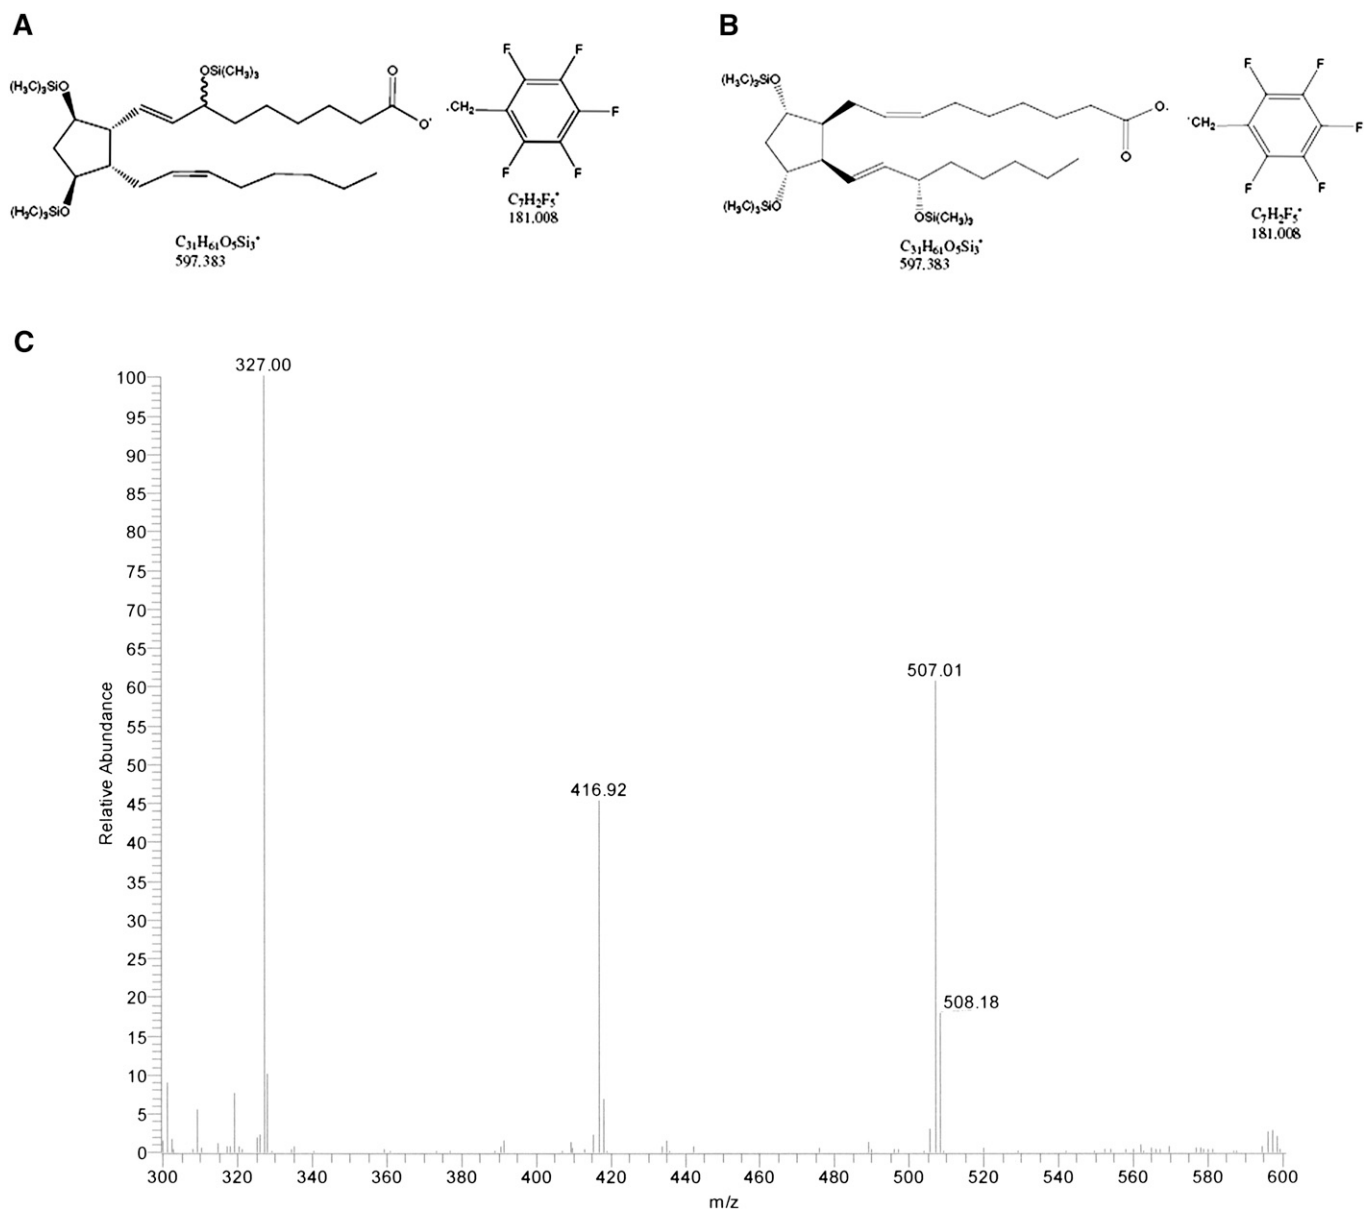 A
B
OSi(CH₃)₃
(H₃C)₃SiO
O
O·
(H₃C)₃SiO
C₃₁H₆₁O₅Si₃•
597.383
F
F
·CH₂
F
F
F
C₇H₂F₅•
181.008
(H₃C)₃SiO
O·
O
(H₃C)₃SiO
OSi(CH₃)₃
C₃₁H₆₁O₅Si₃•
597.383
F
F
·CH₂
F
F
F
C₇H₂F₅•
181.008
C
327.00
507.01
416.92
508.18
Relative Abundance
100
95
90
85
80
75
70
65
60
55
50
45
40
35
30
25
20
15
10
5
0
300 320 340 360 380 400 420 440 460 480 500 520 540 560 580 600
m/z